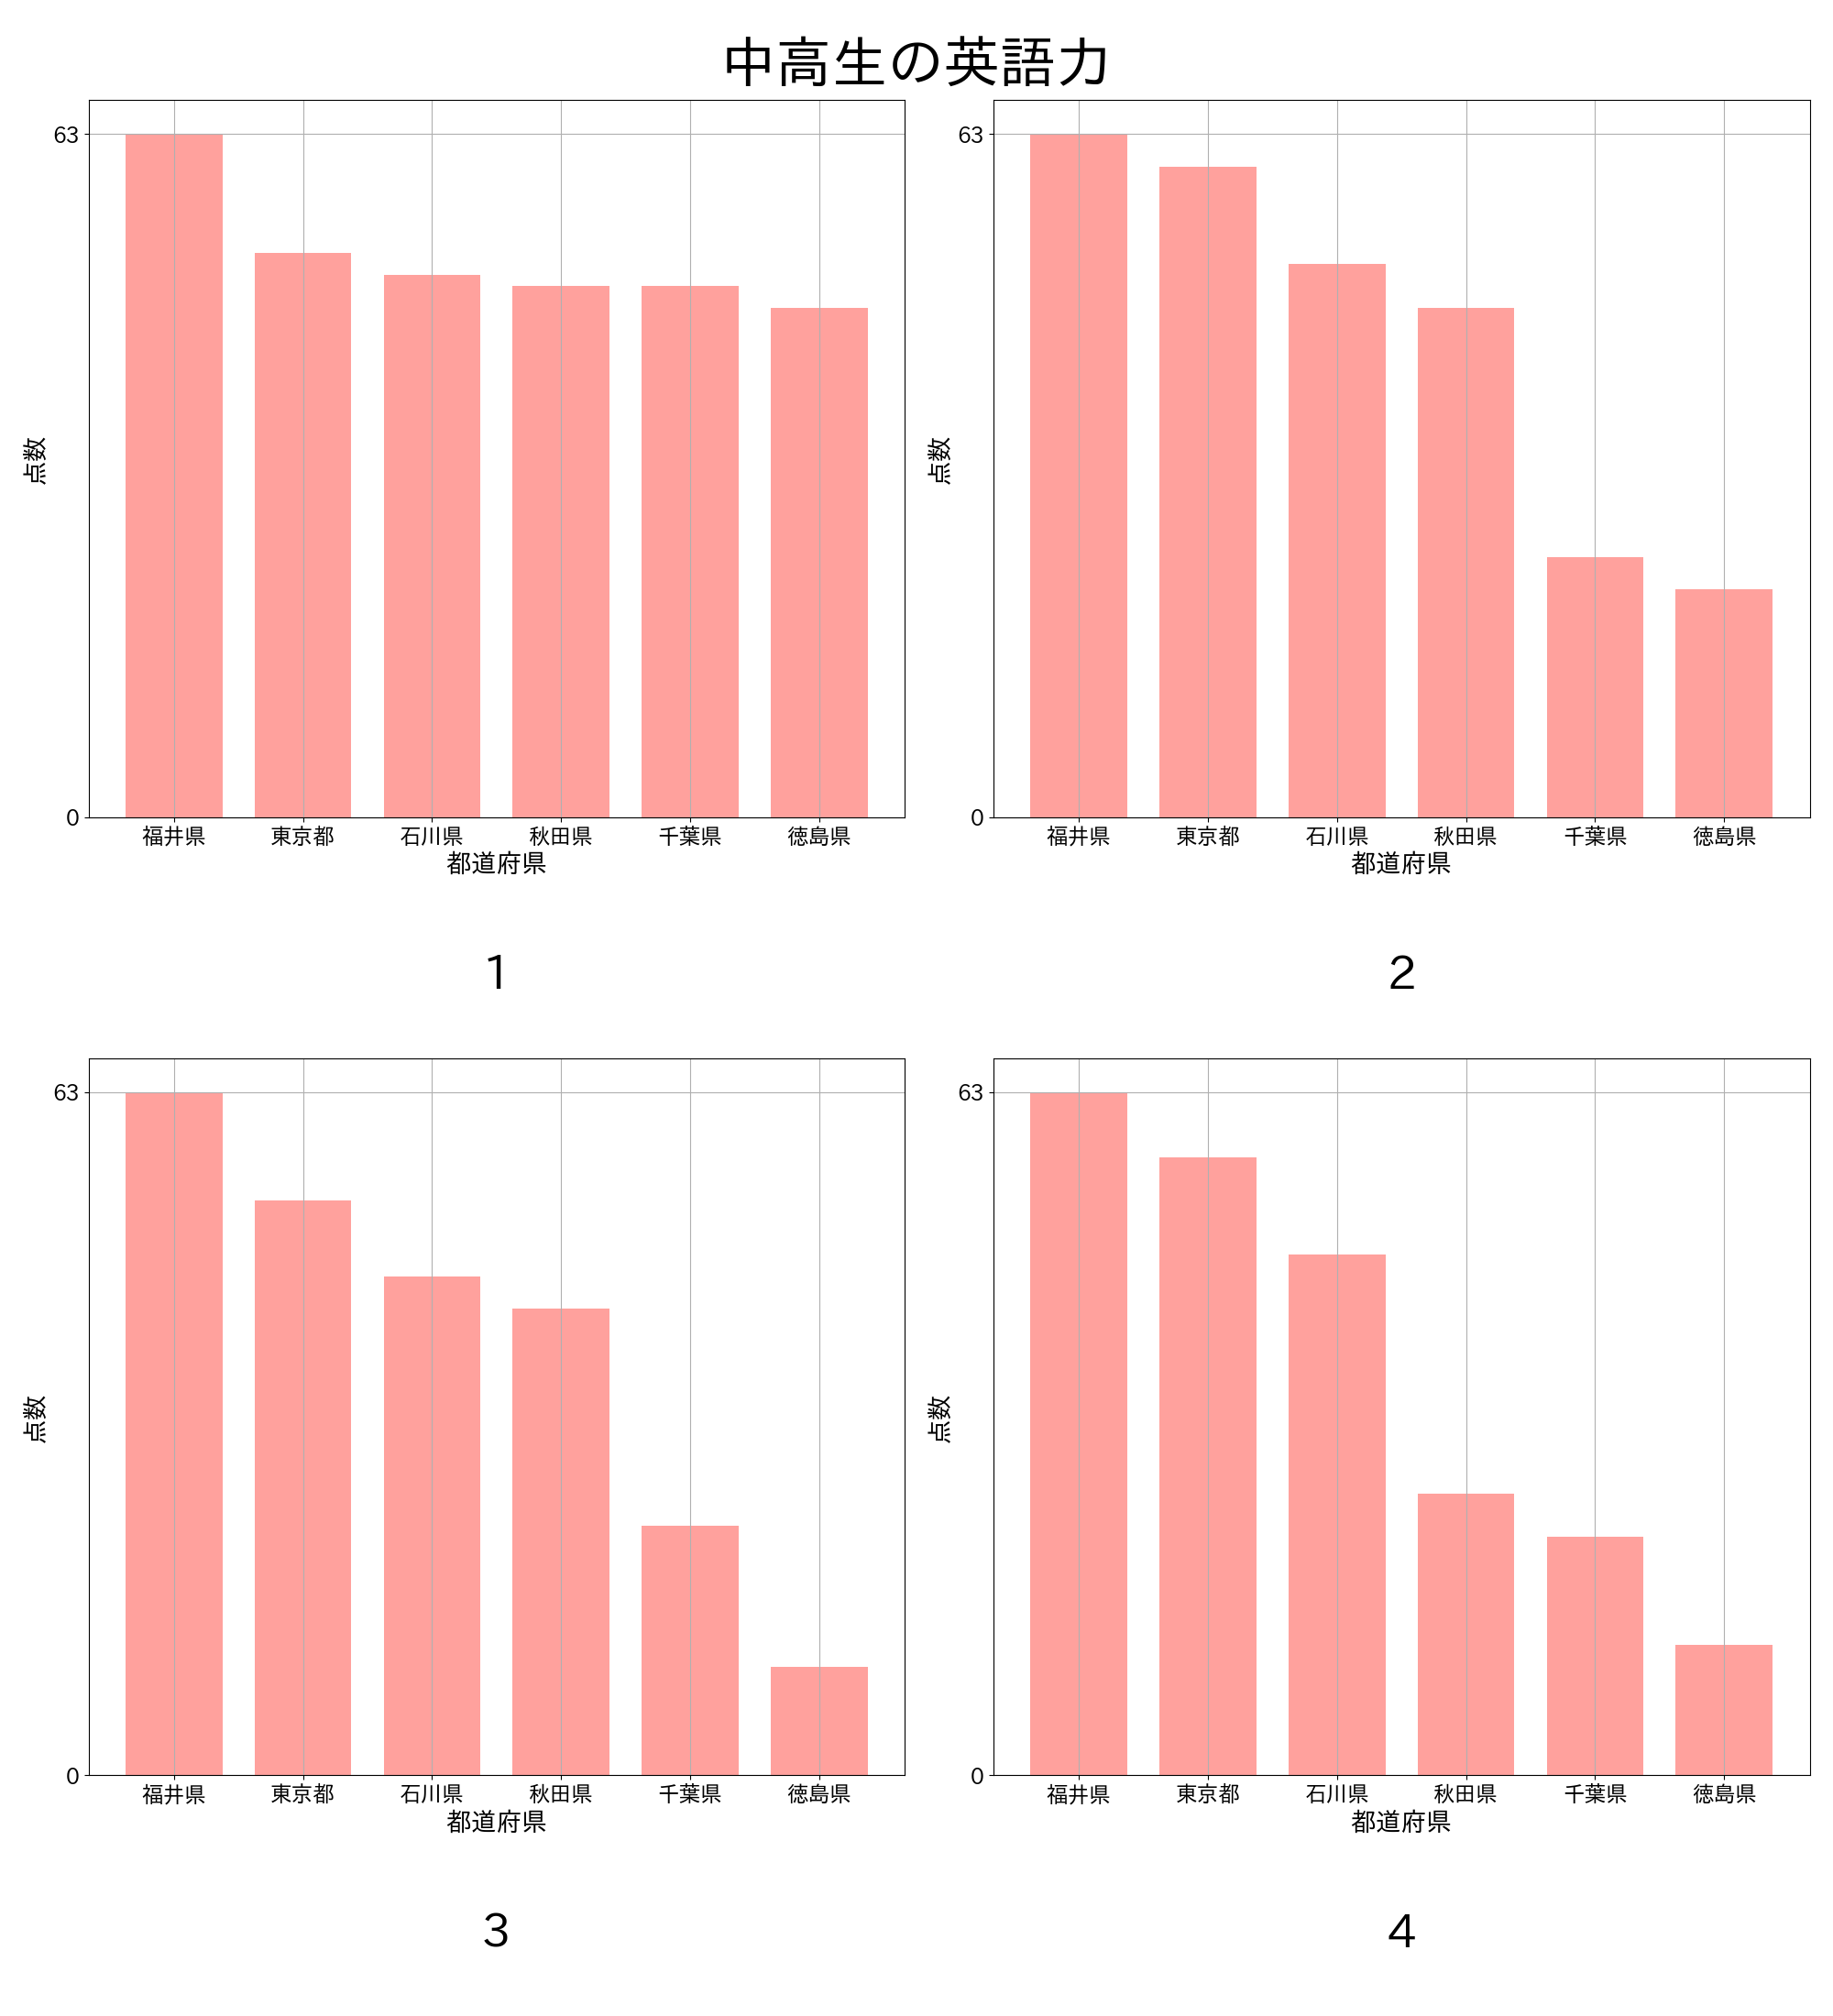 中高生の英語力
63
0
点数
福井県 東京都 石川県 秋田県 千葉県 徳島県
都道府県
1
63
0
点数
福井県 東京都 石川県 秋田県 千葉県 徳島県
都道府県
2
63
0
点数
福井県 東京都 石川県 秋田県 千葉県 徳島県
都道府県
3
63
0
点数
福井県 東京都 石川県 秋田県 千葉県 徳島県
都道府県
4